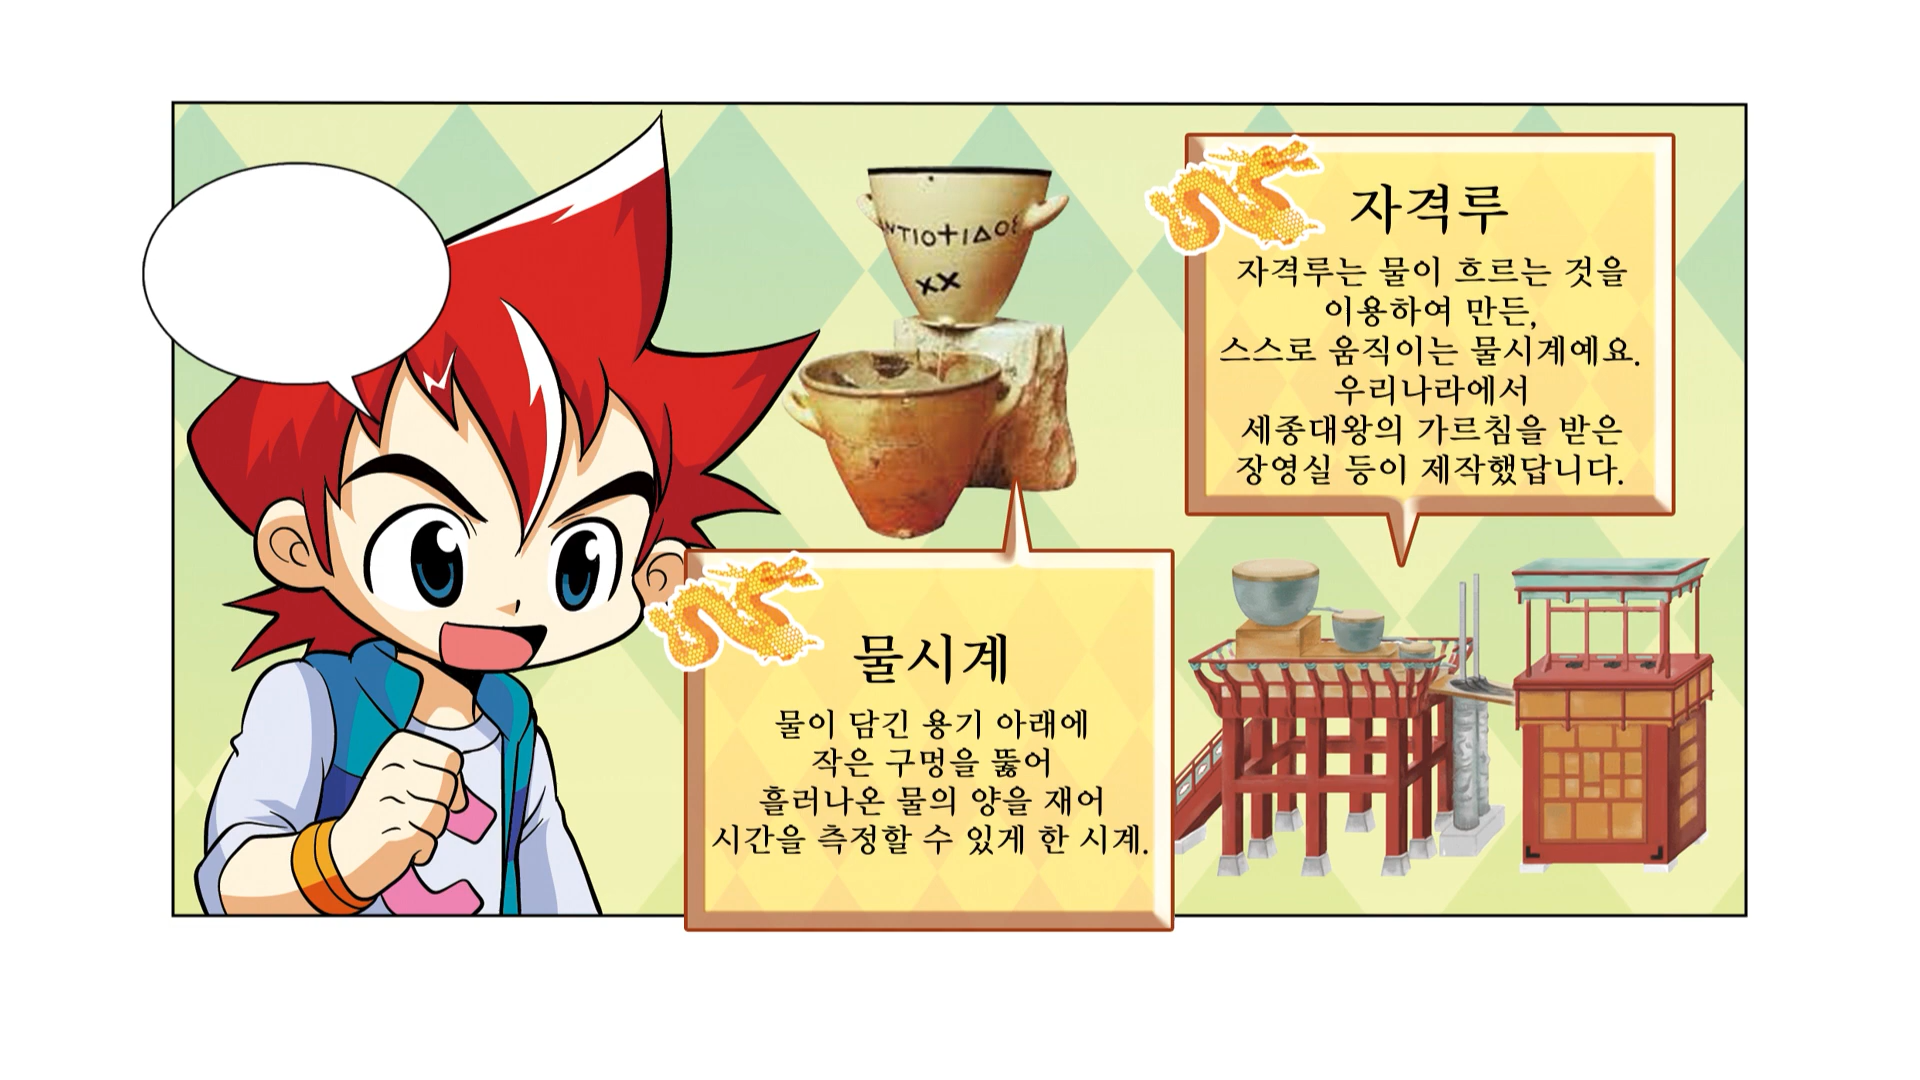 ΝΤΙΟ+ΙΔΟΣ
XX
물시계
물이 담긴 용기 아래에
작은 구멍을 뚫어
흘러나온 물의 양을 재어
시간을 측정할 수 있게 한 시계.
자격루
자격루는 물이 흐르는 것을
이용하여 만든,
스스로 움직이는 물시계예요.
우리나라에서
세종대왕의 가르침을 받은
장영실 등이 제작했답니다.